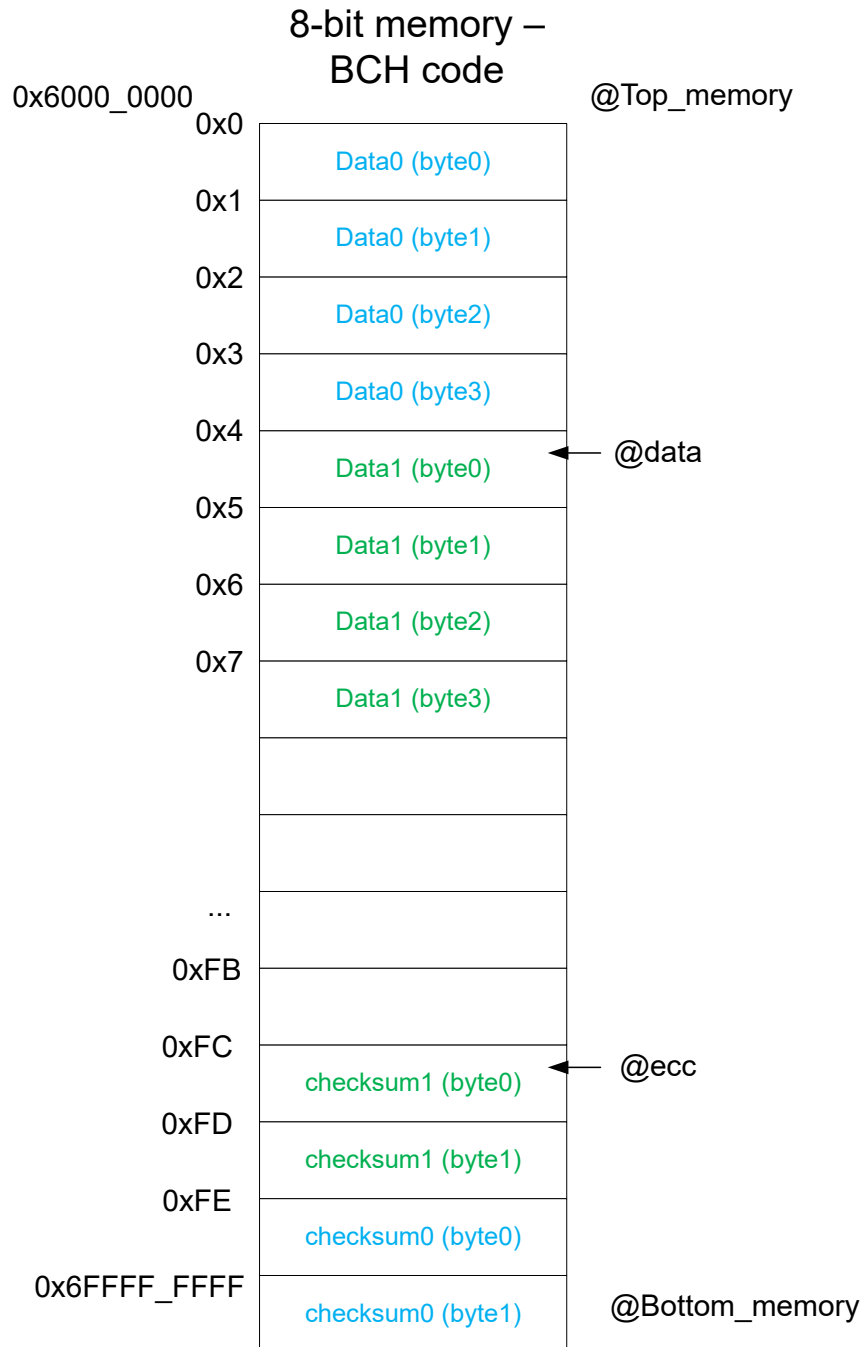 8-bit memory –
BCH code
0x6000_0000
@Top_memory
0x0
Data0 (byte0)
0x1
Data0 (byte1)
0x2
Data0 (byte2)
0x3
Data0 (byte3)
0x4
@data
Data1 (byte0)
0x5
Data1 (byte1)
0x6
Data1 (byte2)
0x7
Data1 (byte3)
...
0xFB
0xFC
@ecc
checksum1 (byte0)
0xFD
checksum1 (byte1)
0xFE
checksum0 (byte0)
0x6FFFF_FFFF
checksum0 (byte1)
@Bottom_memory